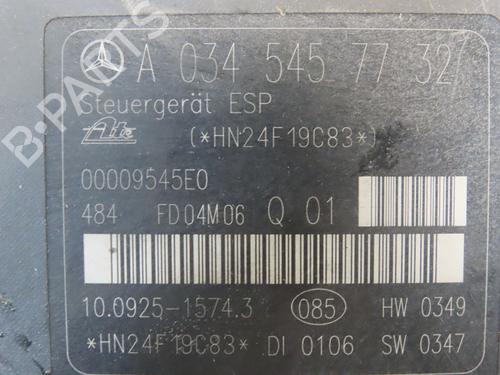 A 034 545 77 32
Steuergerät ESP
Ate (*HN24F19C83*)
00009545E0
484 FD04M06 Q 01
10.0925-1574.3 085 HW 0349
*HN24F19C83* DI 0106 SW 0347
B-PARTS